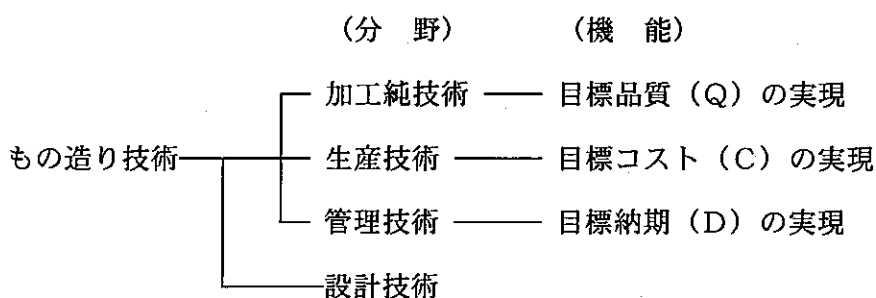 (分 野) (機 能)
加工純技術 目標品質(Q)の実現
もの造り技術 生産技術 目標コスト(C)の実現
管理技術 目標納期(D)の実現
設計技術